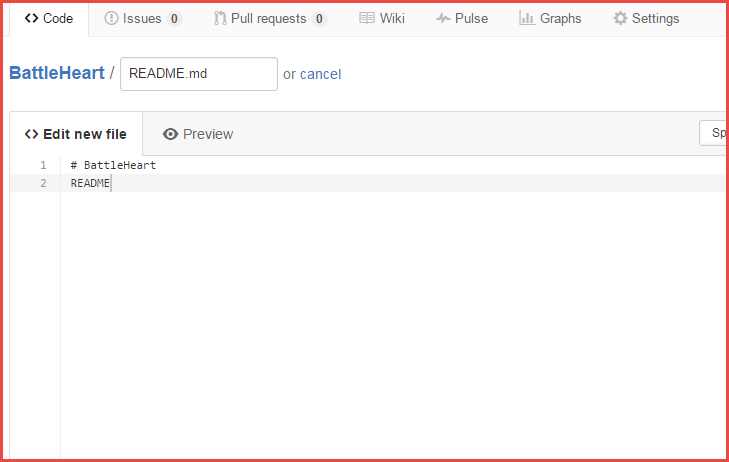 Code Issues 0 Pull requests 0 Wiki Pulse Graphs Settings
BattleHeart / README.md or cancel
Edit new file Preview Sp
1 # BattleHeart
2 README